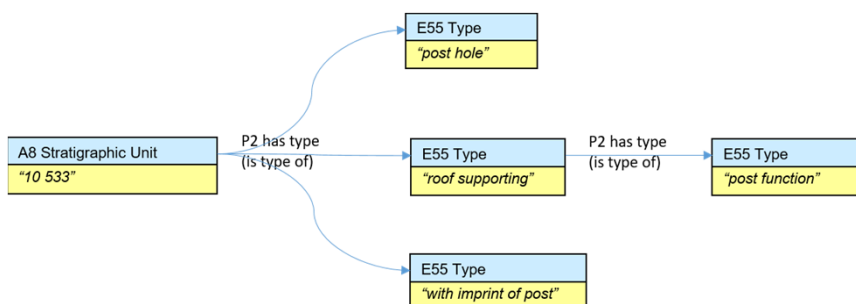 E55 Type
“post hole”
A8 Stratigraphic Unit
“10 533”
P2 has type
(is type of)
E55 Type
“roof supporting”
P2 has type
(is type of)
E55 Type
“post function”
E55 Type
“with imprint of post”